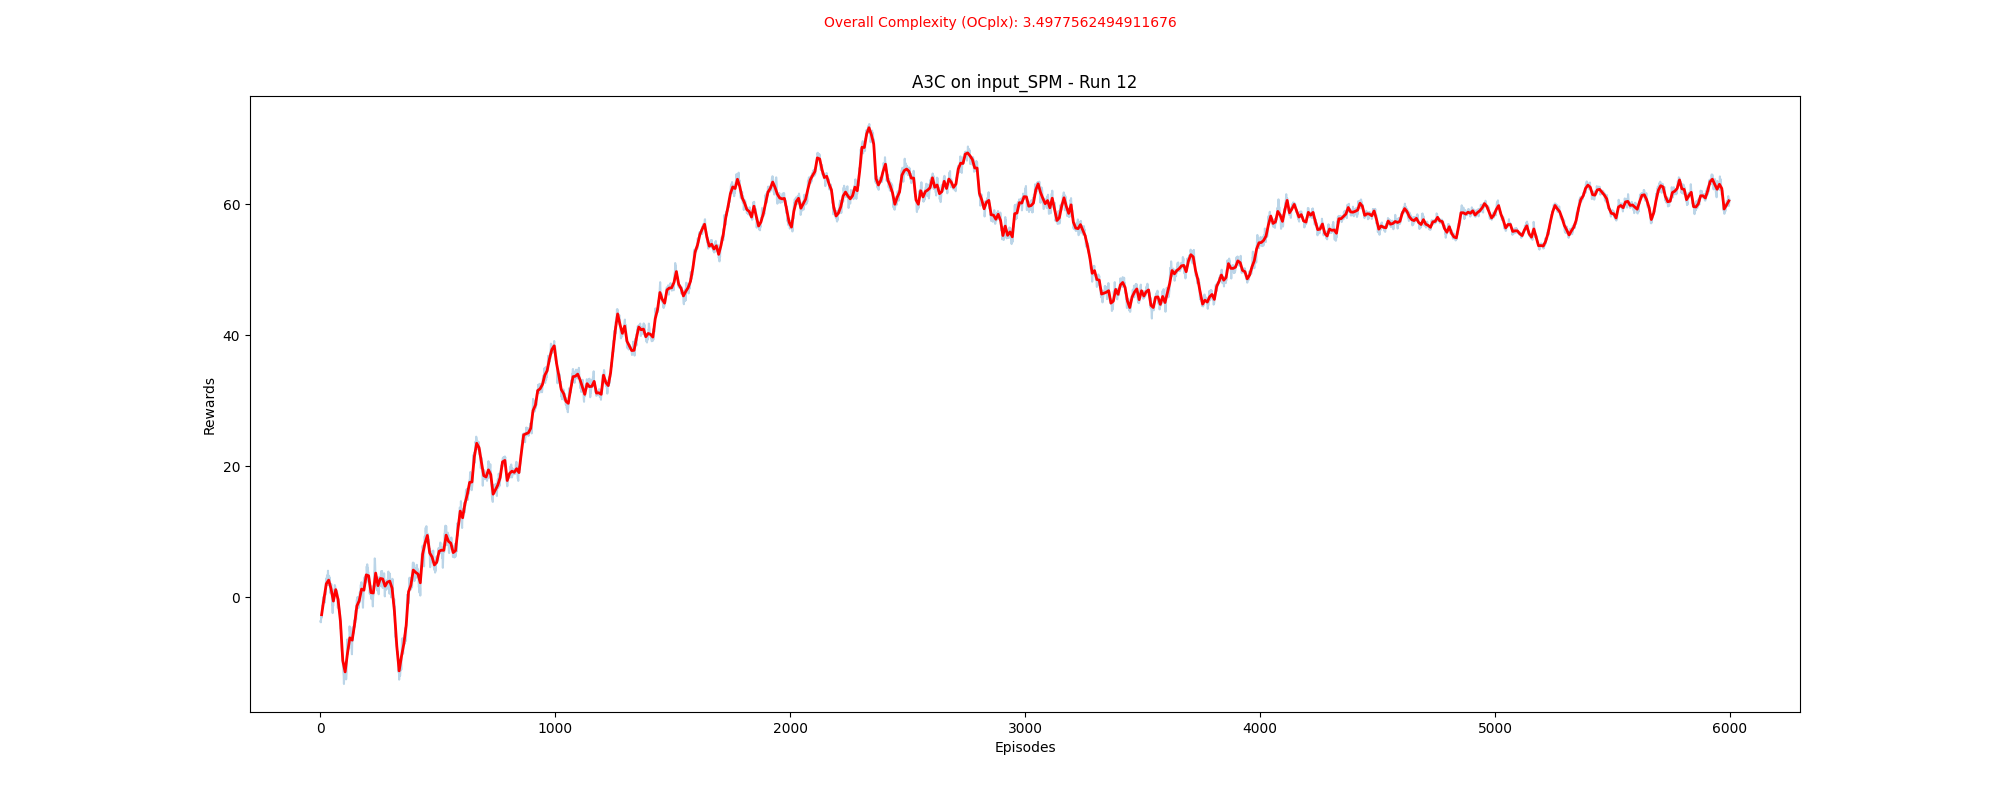 Overall Complexity (OCplx): 3.4977562494911676
A3C on input_SPM - Run 12
Rewards
60
40
20
0
0 1000 2000 3000 4000 5000 6000
Episodes